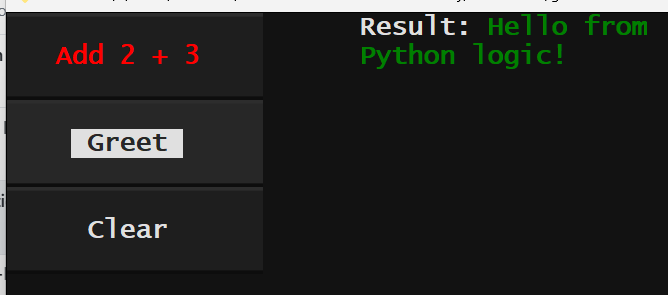 Add 2 + 3
Greet
Clear
Result: Hello from
Python logic!